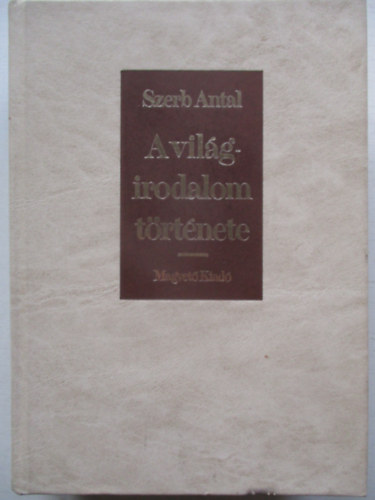 Szerb Antal
A világ-
irodalom
története
Magvető Kiadó